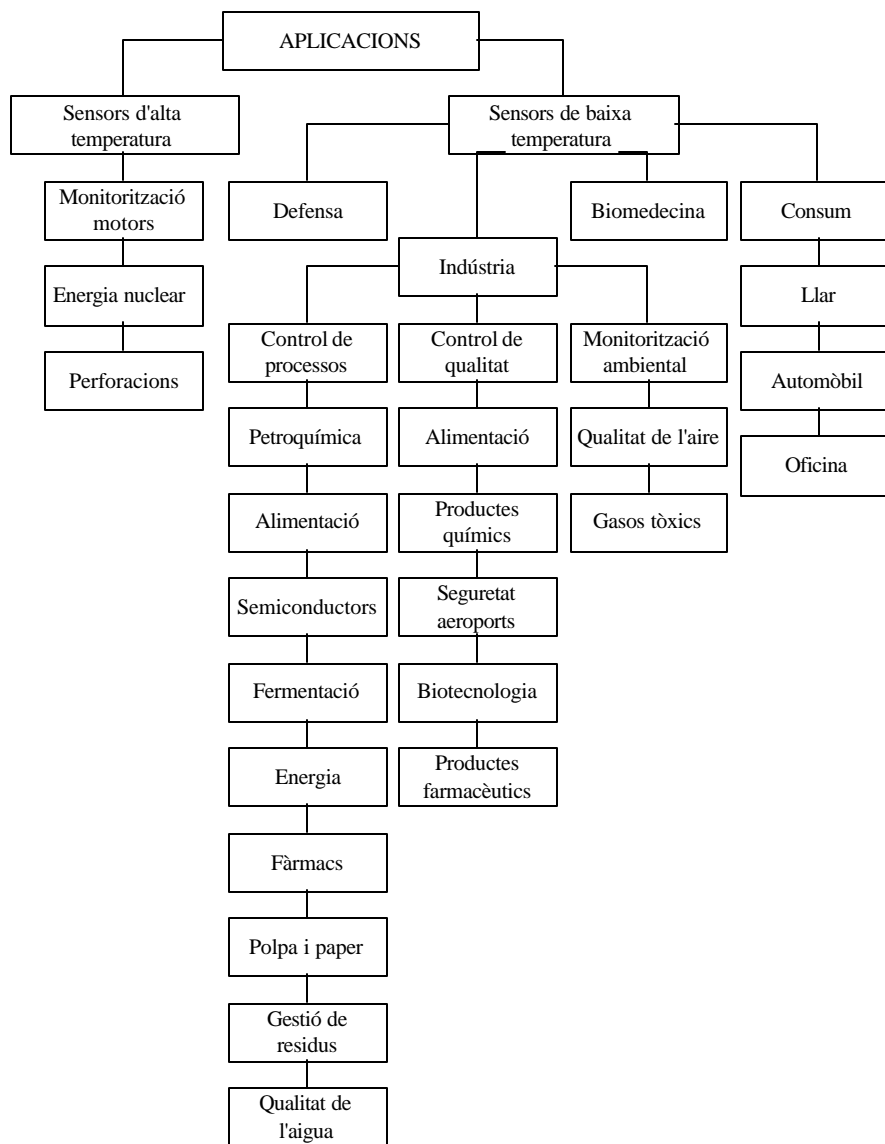 APLICACIONS
Sensors d'alta
temperatura
Sensors de baixa
temperatura
Monitorització
motors
Defensa
Biomedecina
Consum
Indústria
Energia nuclear
Llar
Control de
processos
Control de
qualitat
Monitorització
ambiental
Perforacions
Automòbil
Petroquímica
Alimentació
Qualitat de l'aire
Oficina
Alimentació
Productes
químics
Gasos tòxics
Semiconductors
Seguretat
aeroports
Fermentació
Biotecnologia
Energia
Productes
farmacèutics
Fàrmacs
Polpa i paper
Gestió de
residus
Qualitat de
l'aigua